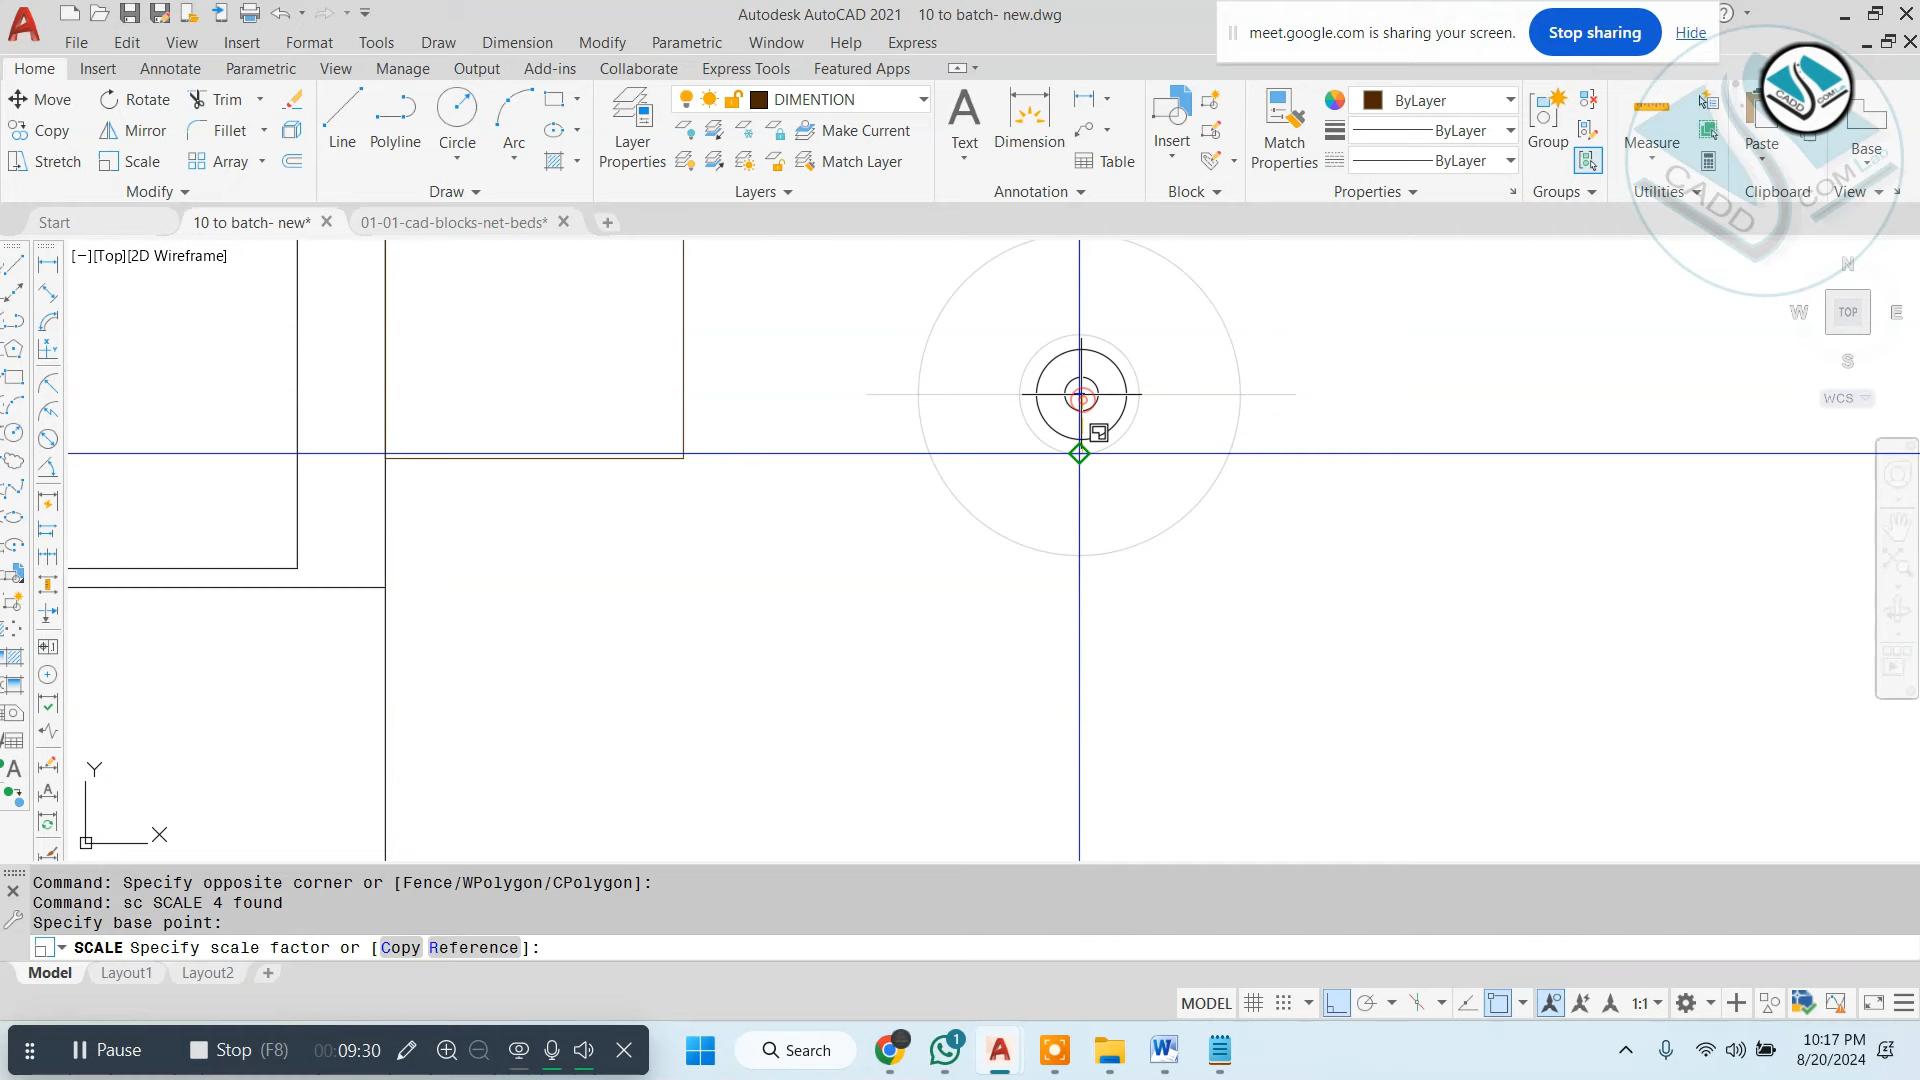 Autodesk AutoCAD 2021    10 to batch- new.dwg
meet.google.com is sharing your screen.
Stop sharing
Hide
File Edit View Insert Format Tools Draw Dimension Modify Parametric Window Help Express
Home Insert Annotate Parametric View Manage Output Add-ins Collaborate Express Tools Featured Apps
Move Rotate Trim
Copy Mirror Fillet
Stretch Scale Array
Modify
Line Polyline Circle Arc
Draw
Layer Properties
DIMENTION
Make Current
Match Layer
Layers
Text Dimension Table
Annotation
Insert
Block
Match Properties
ByLayer
ByLayer
ByLayer
Properties
Group
Groups
Measure
Utilities
Paste
Clipboard
Base
View
CADD
Start
10 to batch- new*
01-01-cad-blocks-net-beds*
[−][Top][2D Wireframe]
N
W TOP E
S
WCS
Y
X
Command: Specify opposite corner or [Fence/WPolygon/CPolygon]:
Command: sc SCALE 4 found
Specify base point:
SCALE Specify scale factor or [Copy Reference]:
Model Layout1 Layout2
MODEL
1:1
Pause
Stop (F8)
00:09:30
Search
1
10:17 PM
8/20/2024